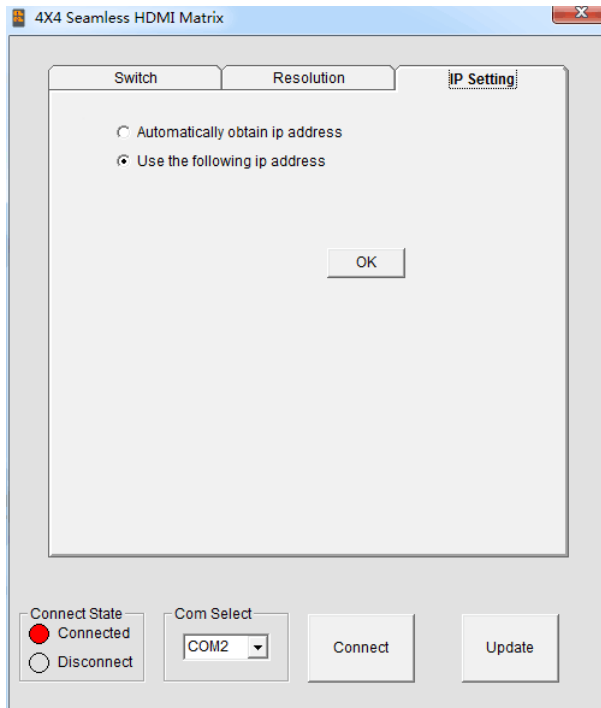 4X4 Seamless HDMI Matrix
Switch
Resolution
IP Setting
Automatically obtain ip address
Use the following ip address
OK
Connect State
Connected
Disconnect
Com Select
COM2
Connect
Update